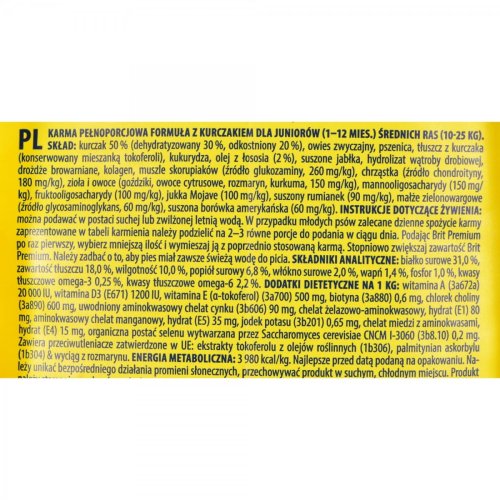 PL KARMA PEŁNOPORCJOWA FORMUŁA Z KURCZAKIEM DLA JUNIORÓW (1–12 MIES.) ŚREDNICH RAS (10-25 KG).
SKŁAD: kurczak 50 % (dehydratyzowany 30 %, odkostniony 20 %), owies zwyczajny, pszenica, tłuszcz z kurczaka
(konserwowany mieszanką tokoferoli), kukurydza, olej z łososia (2 %), suszone jabłka, hydrolizat wątroby drobiowej,
drożdże browarniane, kolagen, muszle skorupiaków (źródło glukozaminy, 260 mg/kg), chrząstka (źródło chondroityny,
180 mg/kg), zioła i owoce (goździki, owoce cytrusowe, rozmaryn, kurkuma, 150 mg/kg), mannooligosacharydy (150 mg/
kg), fruktooligosacharydy (100 mg/kg), jukka Mojave (100 mg/kg), suszony rumianek (90 mg/kg), małże zielonowargowe
(źródło glycosaminoglykans, 60 mg/kg), suszona borówka amerykańska (60 mg/kg). INSTRUKCJE DOTYCZĄCE ŻYWIENIA:
można podawać w postaci suchej lub zwilżonej letnią wodą. W przypadku młodych psów zalecane dzienne spożycie karmy
zaprezentowane w tabeli karmienia należy podzielić na 2–3 równe porcje do podania w ciągu dnia. Podając Brit Premium
po raz pierwszy, wybierz mniejszą ilość i wymieszaj ją z poprzednio stosowaną karmą. Stopniowo zwiększaj zawartość Brit
Premium. Należy zadbać o to, aby pies miał zawsze świeżą wodę do picia. SKŁADNIKI ANALITYCZNE: białko surowe 31,0 %,
zawartość tłuszczu 18,0 %, wilgotność 10,0 %, popiół surowy 6,8 %, włókno surowe 2,0 %, wapń 1,4 %, fosfor 1,0 %, kwasy
tłuszczowe omega-3 0,25 %, kwasy tłuszczowe omega-6 2,2 %. DODATKI DIETETYCZNE NA 1 KG: witamina A (3a672a)
20 000 IU, witamina D3 (E671) 1200 IU, witamina E (α-tokoferol) (3a700) 500 mg, biotyna (3a880) 0,6 mg, chlorek choliny
(3a890) 600 mg, uwodniony aminokwasowy chelat cynku (3b606) 90 mg, chelat żelazowo-aminokwasowy, hydrat (E1) 80
mg, aminokwasowy chelat manganowy, hydrat (E5) 35 mg, jodek potasu (3b201) 0,65 mg, chelat miedzi z aminokwasami,
hydrat (E4) 15 mg, organiczna postać selenu wytwarzana przez Saccharomyces cerevisiae CNCM I-3060 (3b8.10) 0,2 mg.
Zawiera przeciwutleniacze zatwierdzone w UE: ekstrakty tokoferolu z olejów roślinnych (1b306), palmitynian askorbylu
(1b304) & wyciąg z rozmarynu. ENERGIA METABOLICZNA: 3 980 kcal/kg. Najlepsze przed datą podaną na opakowaniu. Na-
leży unikać bezpośredniego działania promieni słonecznych, przechowywać produkt w suchym, chłodnym miejscu. Produkt